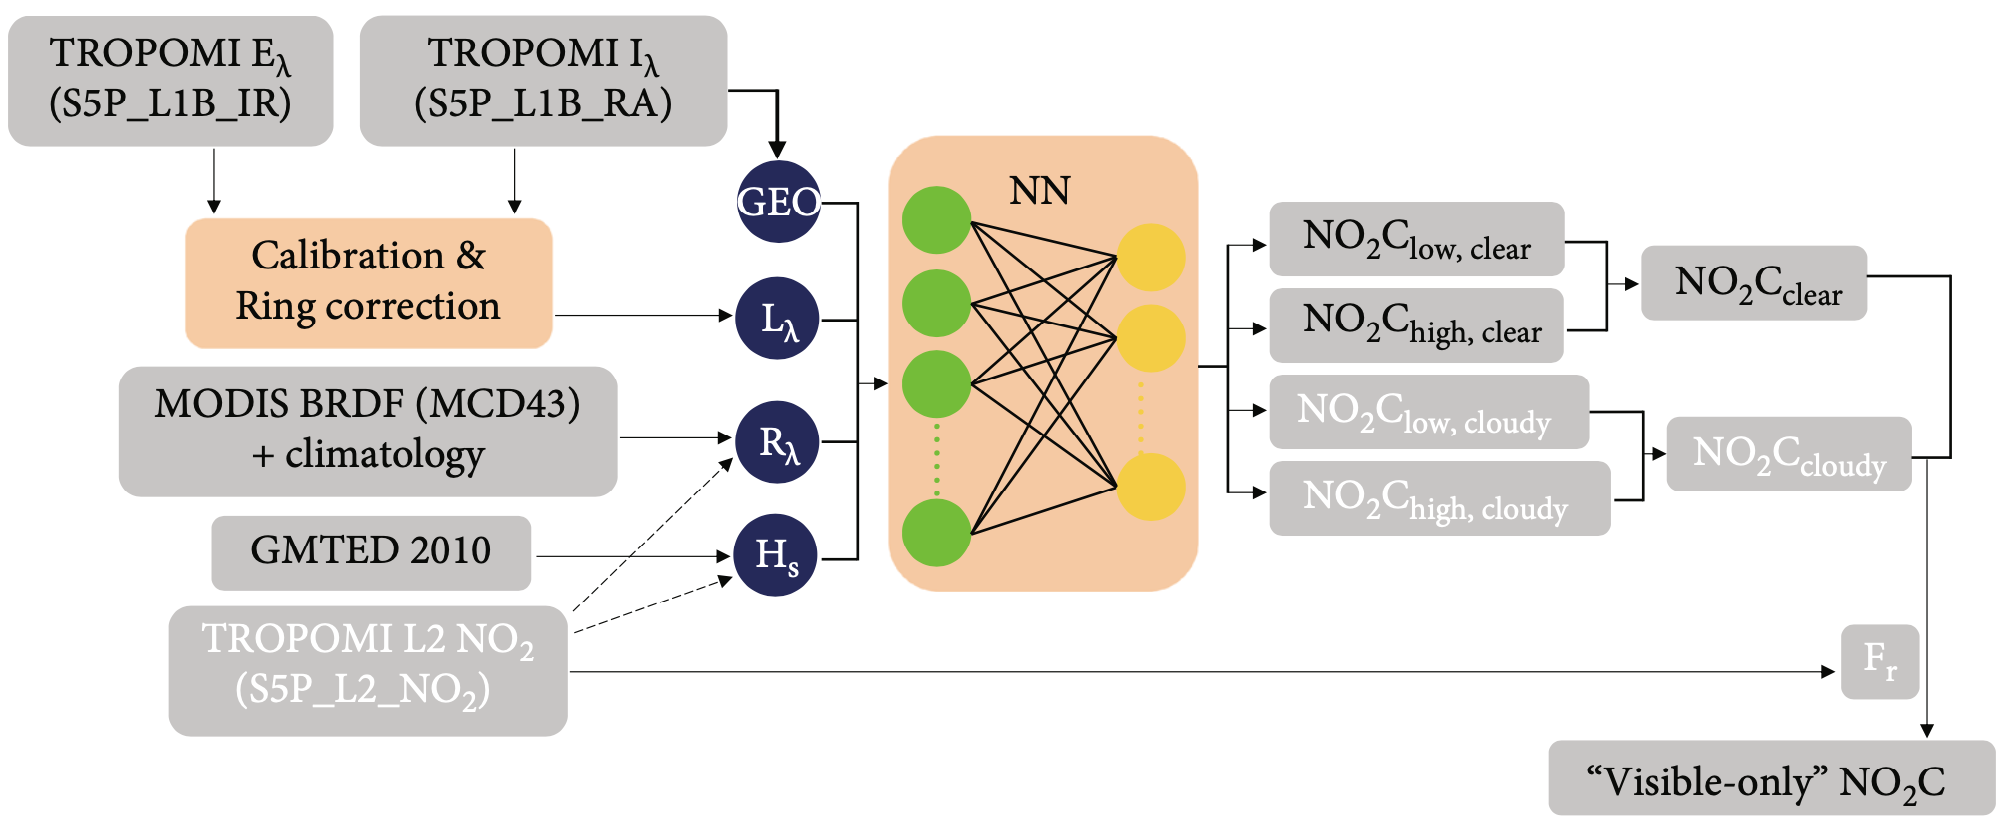 TROPOMI Eλ
(S5P_L1B_IR)
TROPOMI Iλ
(S5P_L1B_RA)
GEO
Calibration &
Ring correction
Lλ
MODIS BRDF (MCD43)
+ climatology
Rλ
GMTED 2010
Hs
TROPOMI L2 NO2
(S5P_L2_NO2)
NN
NO2Clow, clear
NO2Chigh, clear
NO2Clow, cloudy
NO2Chigh, cloudy
NO2Cclear
NO2Ccloudy
Fr
“Visible-only” NO2C